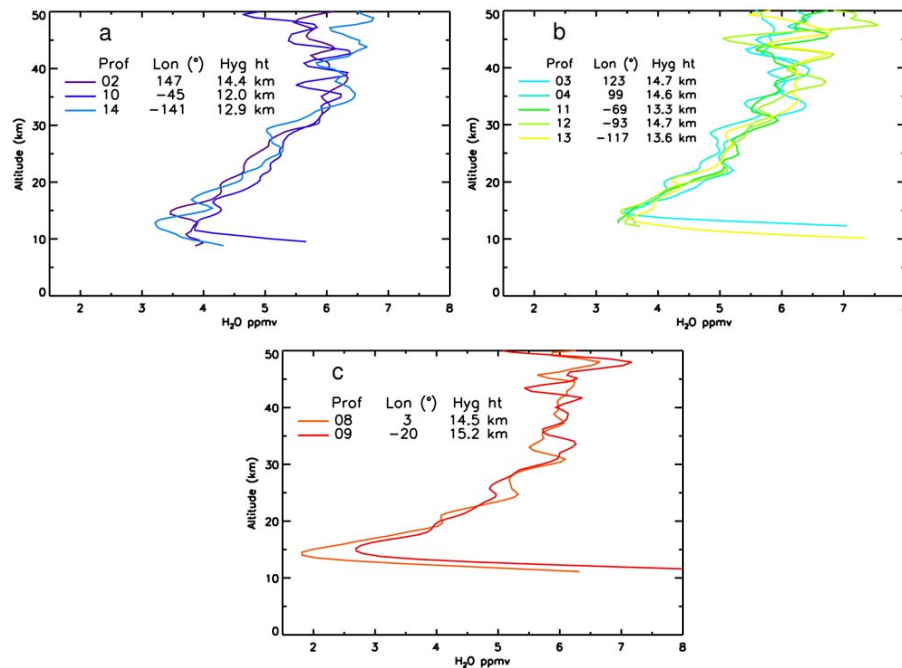 a
Prof Lon (°) Hyg ht
02 147 14.4 km
10 −45 12.0 km
14 −141 12.9 km
50
40
30
20
10
0
Altitude (km)
2 3 4 5 6 7 8
H₂O ppmv
b
Prof Lon (°) Hyg ht
03 123 14.7 km
04 99 14.6 km
11 −69 13.3 km
12 −93 14.7 km
13 −117 13.6 km
50
40
30
20
10
0
Altitude (km)
2 3 4 5 6 7 8
H₂O ppmv
c
Prof Lon (°) Hyg ht
08 3 14.5 km
09 −20 15.2 km
50
40
30
20
10
0
Altitude (km)
2 3 4 5 6 7 8
H₂O ppmv